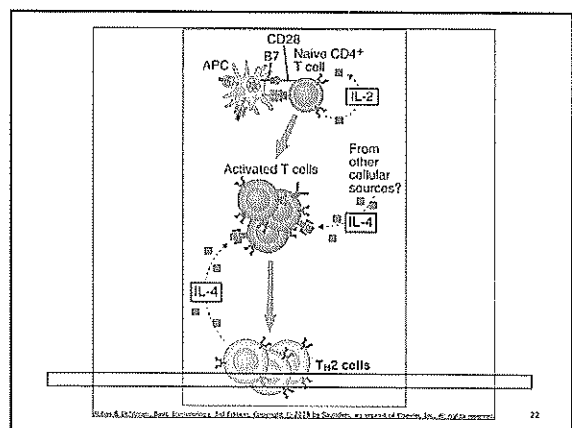 CD28
B7
Naive CD4+
T cell
APC
IL-2
Activated T cells
From
other
cellular
sources?
IL-4
IL-4
TH2 cells
22